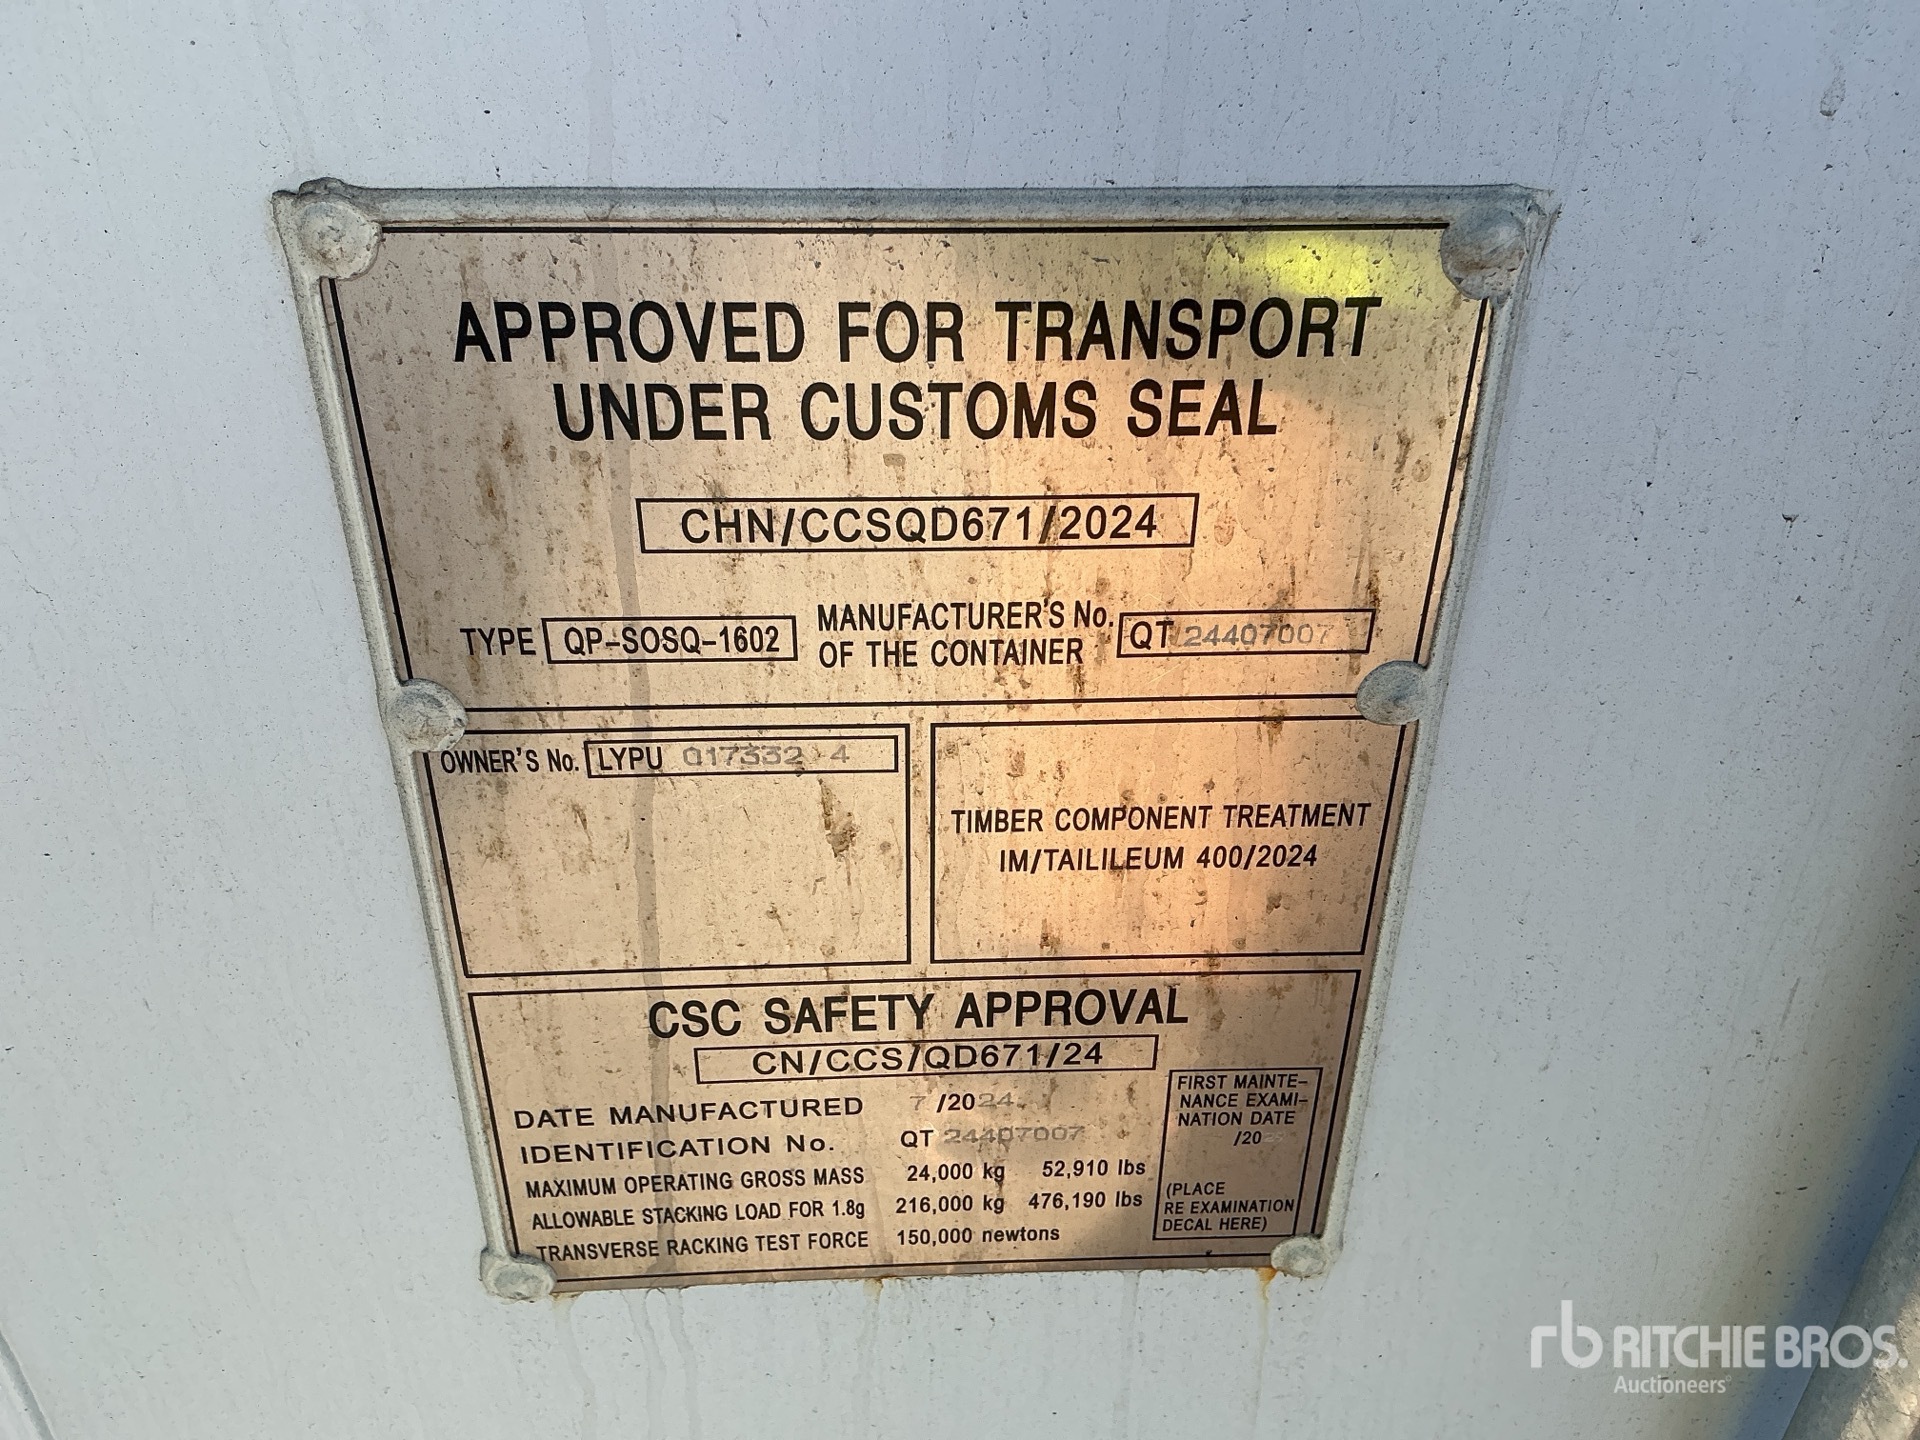 APPROVED FOR TRANSPORT
UNDER CUSTOMS SEAL
CHN/CCSQD671/2024
TYPE QP-SOSQ-1602
MANUFACTURER'S No.
OF THE CONTAINER
QT 24407007
OWNER'S No. LYPU 017332 4
TIMBER COMPONENT TREATMENT
IM/TAILILEUM 400/2024
CSC SAFETY APPROVAL
CN/CCS/QD671/24
DATE MANUFACTURED 7 /2024
IDENTIFICATION No. QT 24407007
MAXIMUM OPERATING GROSS MASS 24,000 kg 52,910 lbs
ALLOWABLE STACKING LOAD FOR 1.8g 216,000 kg 476,190 lbs
TRANSVERSE RACKING TEST FORCE 150,000 newtons
FIRST MAINTE-
NANCE EXAMI-
NATION DATE
/20
(PLACE
RE EXAMINATION
DECAL HERE)
rb RITCHIE BROS.
Auctioneers